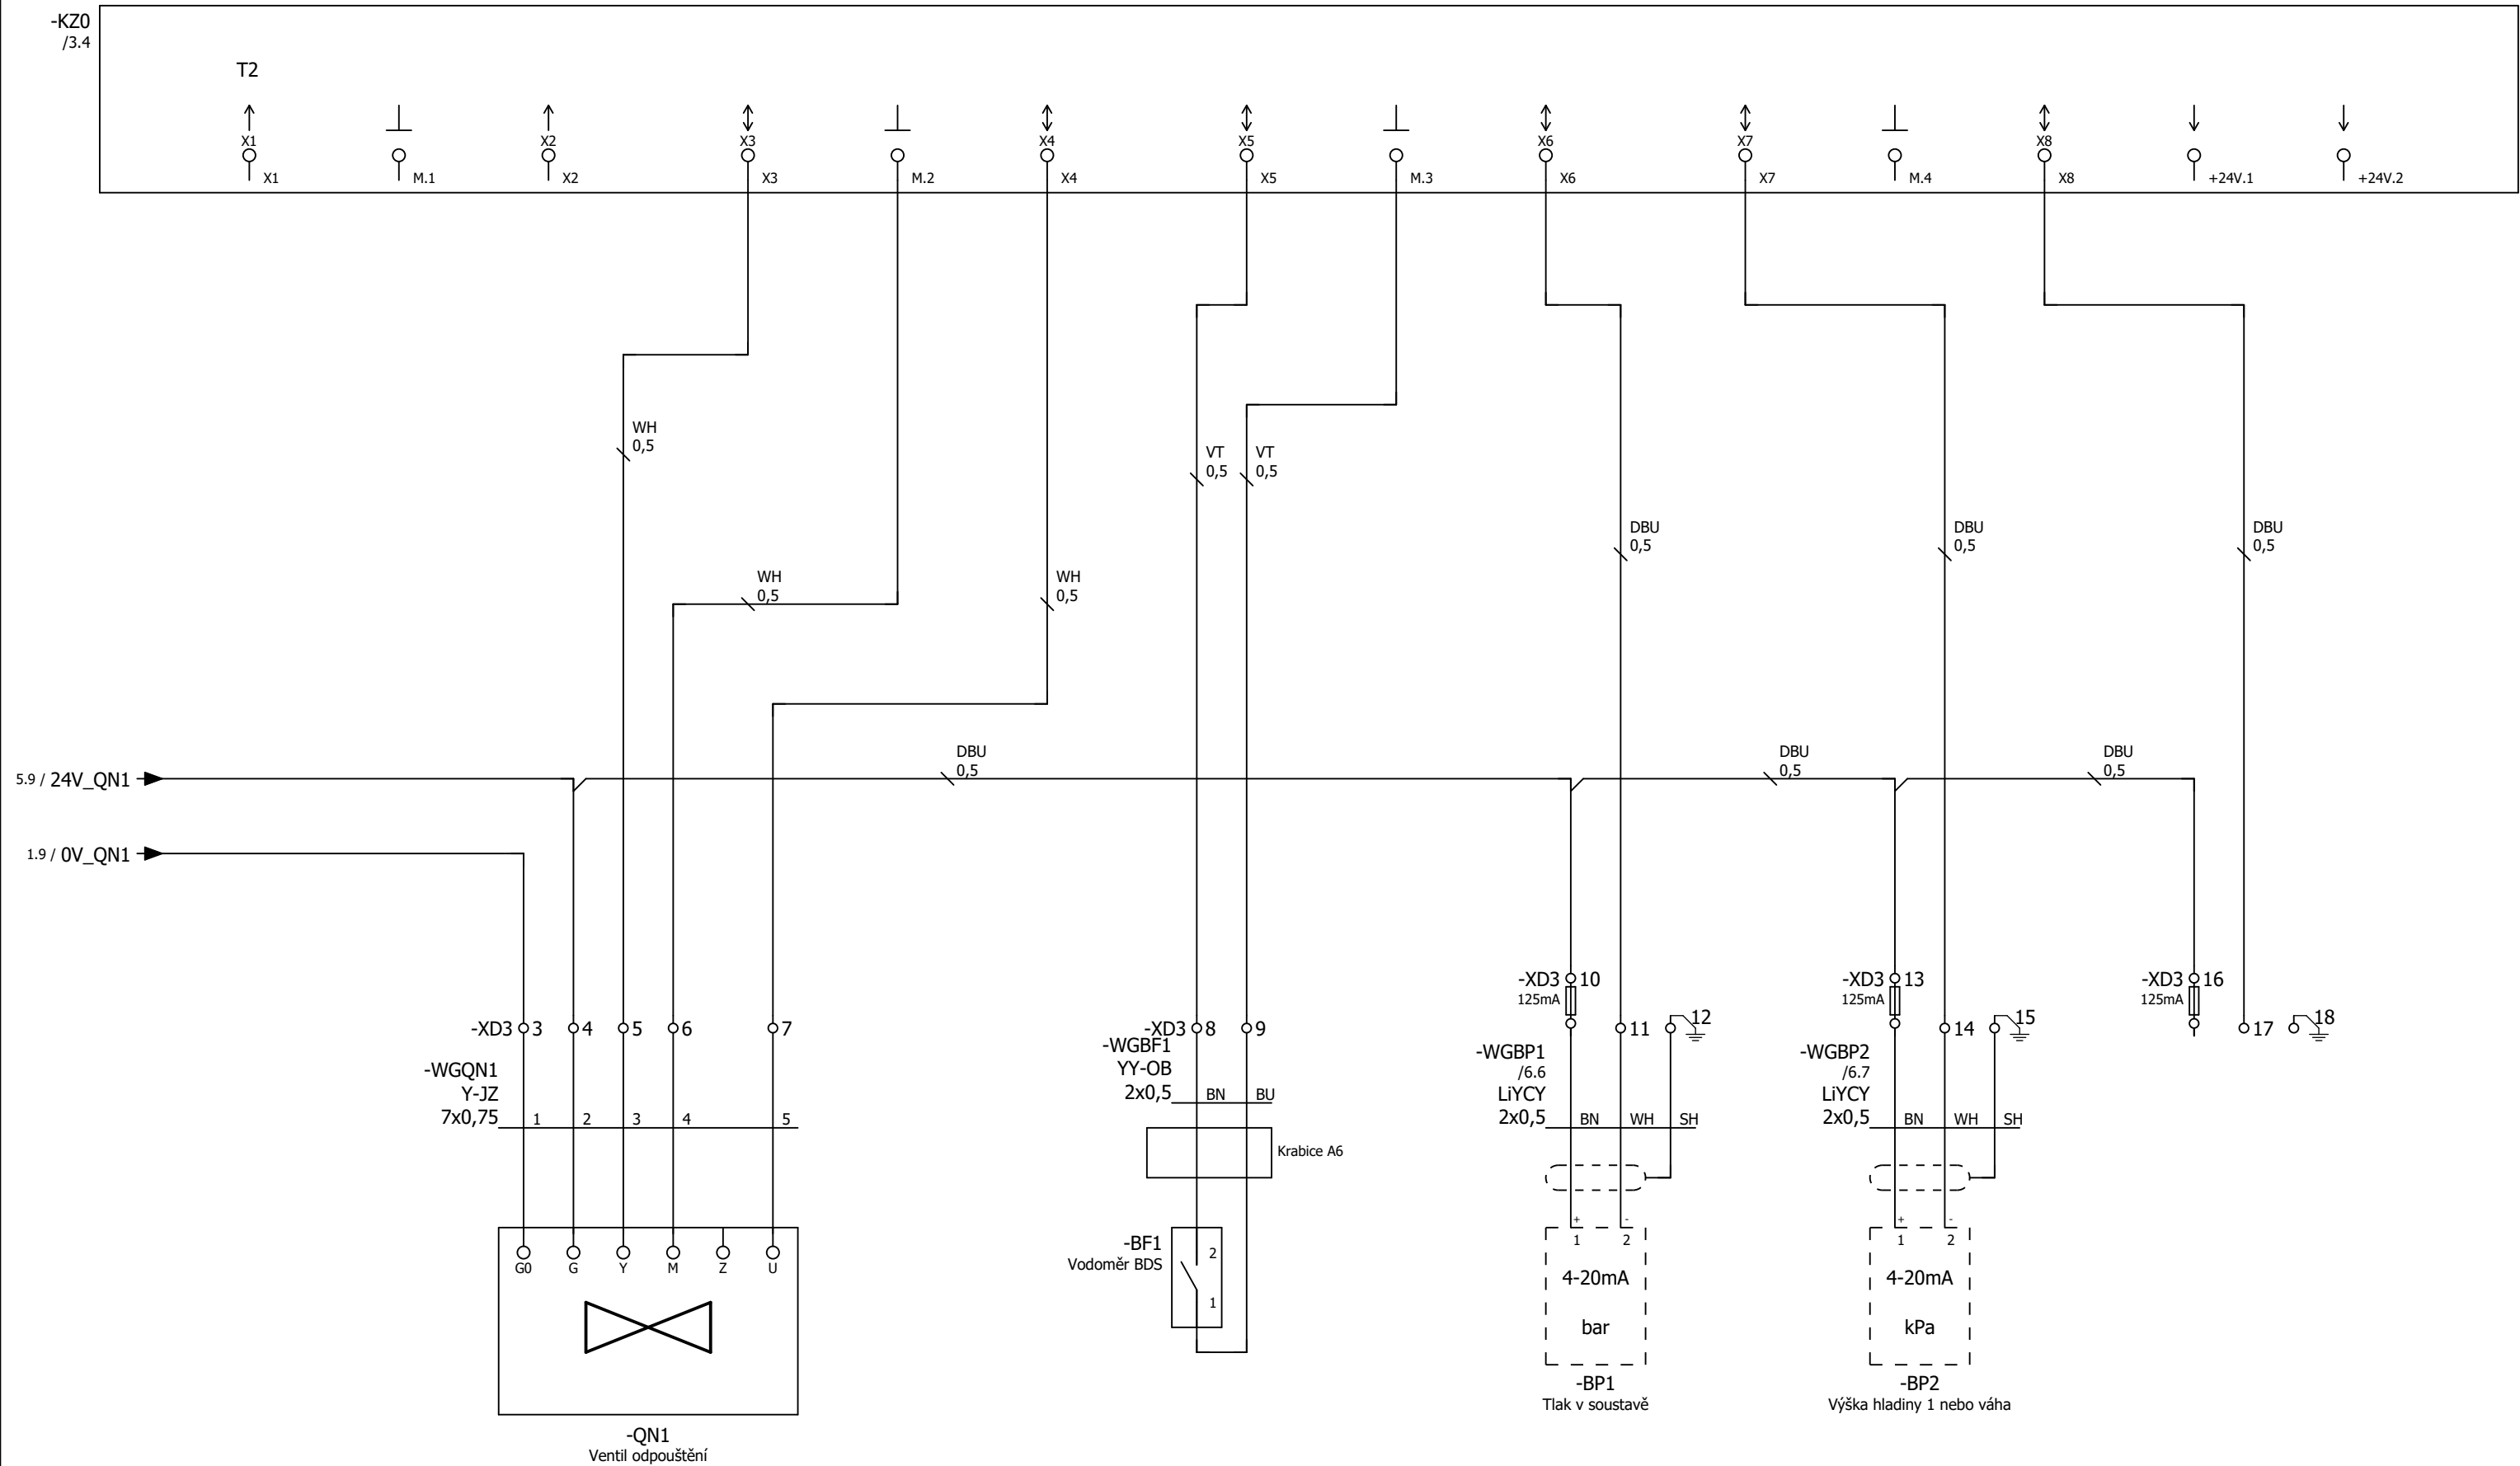 -KZ0
/3.4
T2
X1 X2 X3 X4 X5 X6 X7 X8
X1 M.1 X2 X3 M.2 X4 X5 M.3 X6 X7 M.4 X8 +24V.1 +24V.2
WH
0,5
VT
0,5
VT
0,5
DBU
0,5
DBU
0,5
DBU
0,5
WH
0,5
WH
0,5
5.9 / 24V_QN1
DBU
0,5
DBU
0,5
DBU
0,5
1.9 / 0V_QN1
-XD3 3 4 5 6 7
-WGQN1
Y-JZ
7x0,75
1 2 3 4 5
G0 G Y M Z U
-QN1
Ventil odpouštění
-XD3 8 9
-WGBF1
YY-OB
2x0,5
BN BU
Krabice A6
-BF1
Vodoměr BDS
2
1
-XD3 10
125mA
11 12
-WGBP1
/6.6
LiYCY
2x0,5
BN WH SH
+ -
1 2
4-20mA
bar
-BP1
Tlak v soustavě
-XD3 13
125mA
14 15
-WGBP2
/6.7
LiYCY
2x0,5
BN WH SH
+ -
1 2
4-20mA
kPa
-BP2
Výška hladiny 1 nebo váha
-XD3 16
125mA
17 18